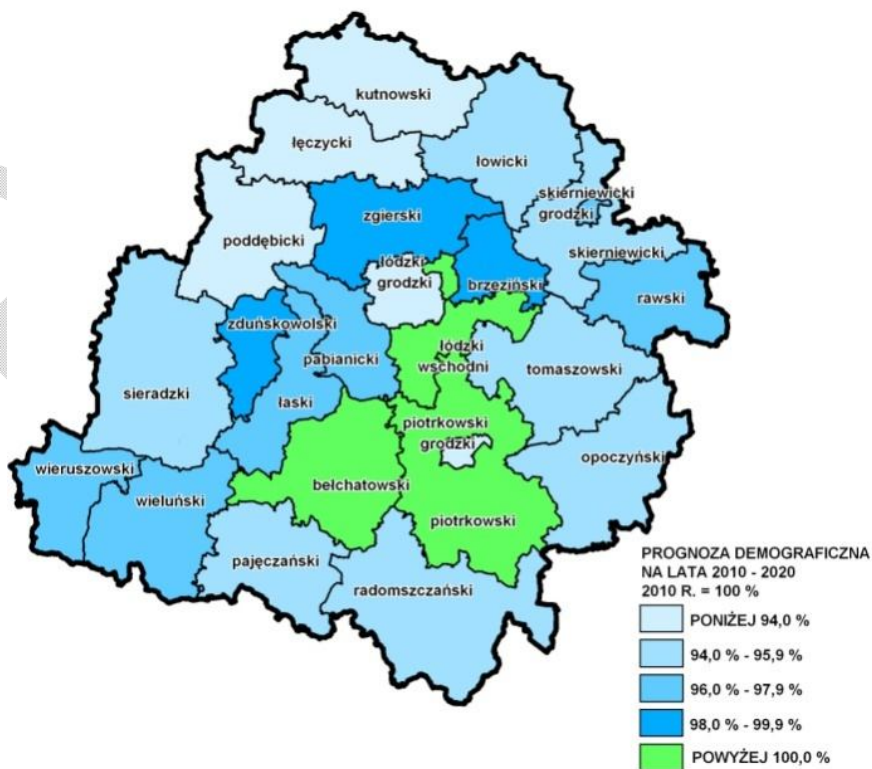 kutnowski
łęczycki
łowicki
skierniewicki
grodzki
zgierski
poddębicki
skierniewicki
łódzki
grodzki
brzeziński
rawski
zduńskowolski
łódzki
wschodni
pabianicki
tomaszowski
sieradzki
łaski
piotrkowski
grodzki
opoczyński
wieruszowski
wieluński
bełchatowski
piotrkowski
pajęczański
radomszczański
PROGNOZA DEMOGRAFICZNA
NA LATA 2010 - 2020
2010 R. = 100 %
PONIŻEJ 94,0 %
94,0 % - 95,9 %
96,0 % - 97,9 %
98,0 % - 99,9 %
POWYŻEJ 100,0 %